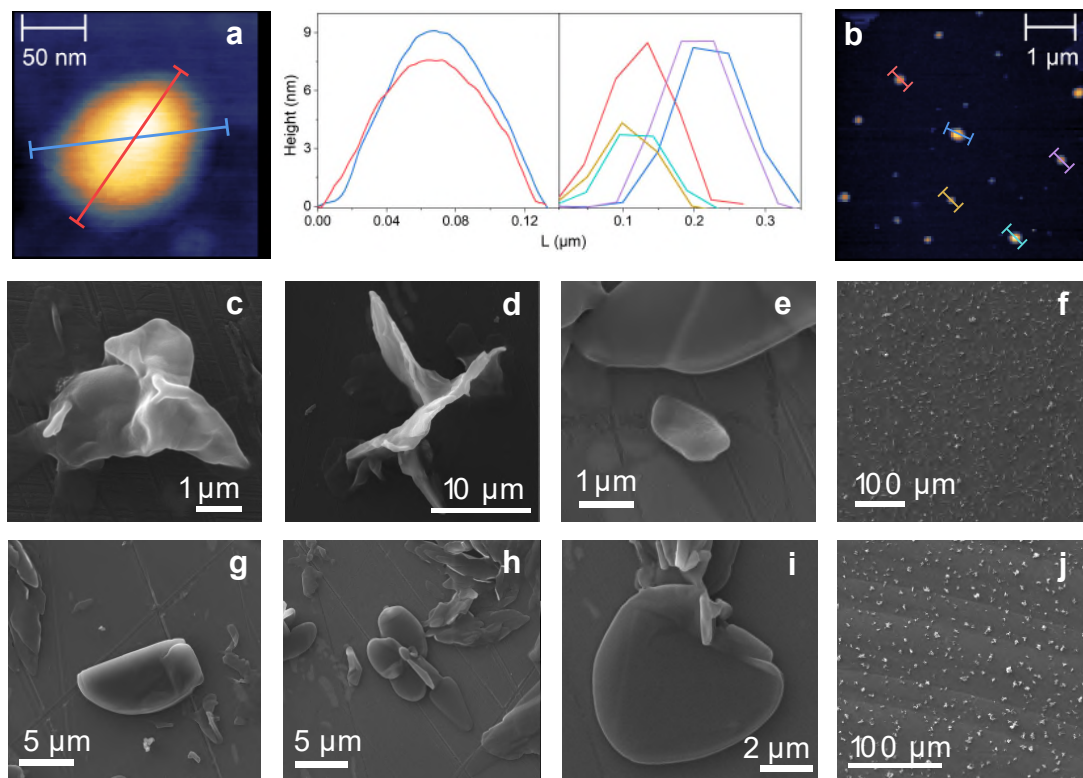 a
50 nm
9
6
3
0
Height (nm)
0.00
0.04
0.08
0.12
0.1
0.2
0.3
L (µm)
b
1 µm
c
1 µm
d
10 µm
e
1 µm
f
100 µm
g
5 µm
h
5 µm
i
2 µm
j
100 µm